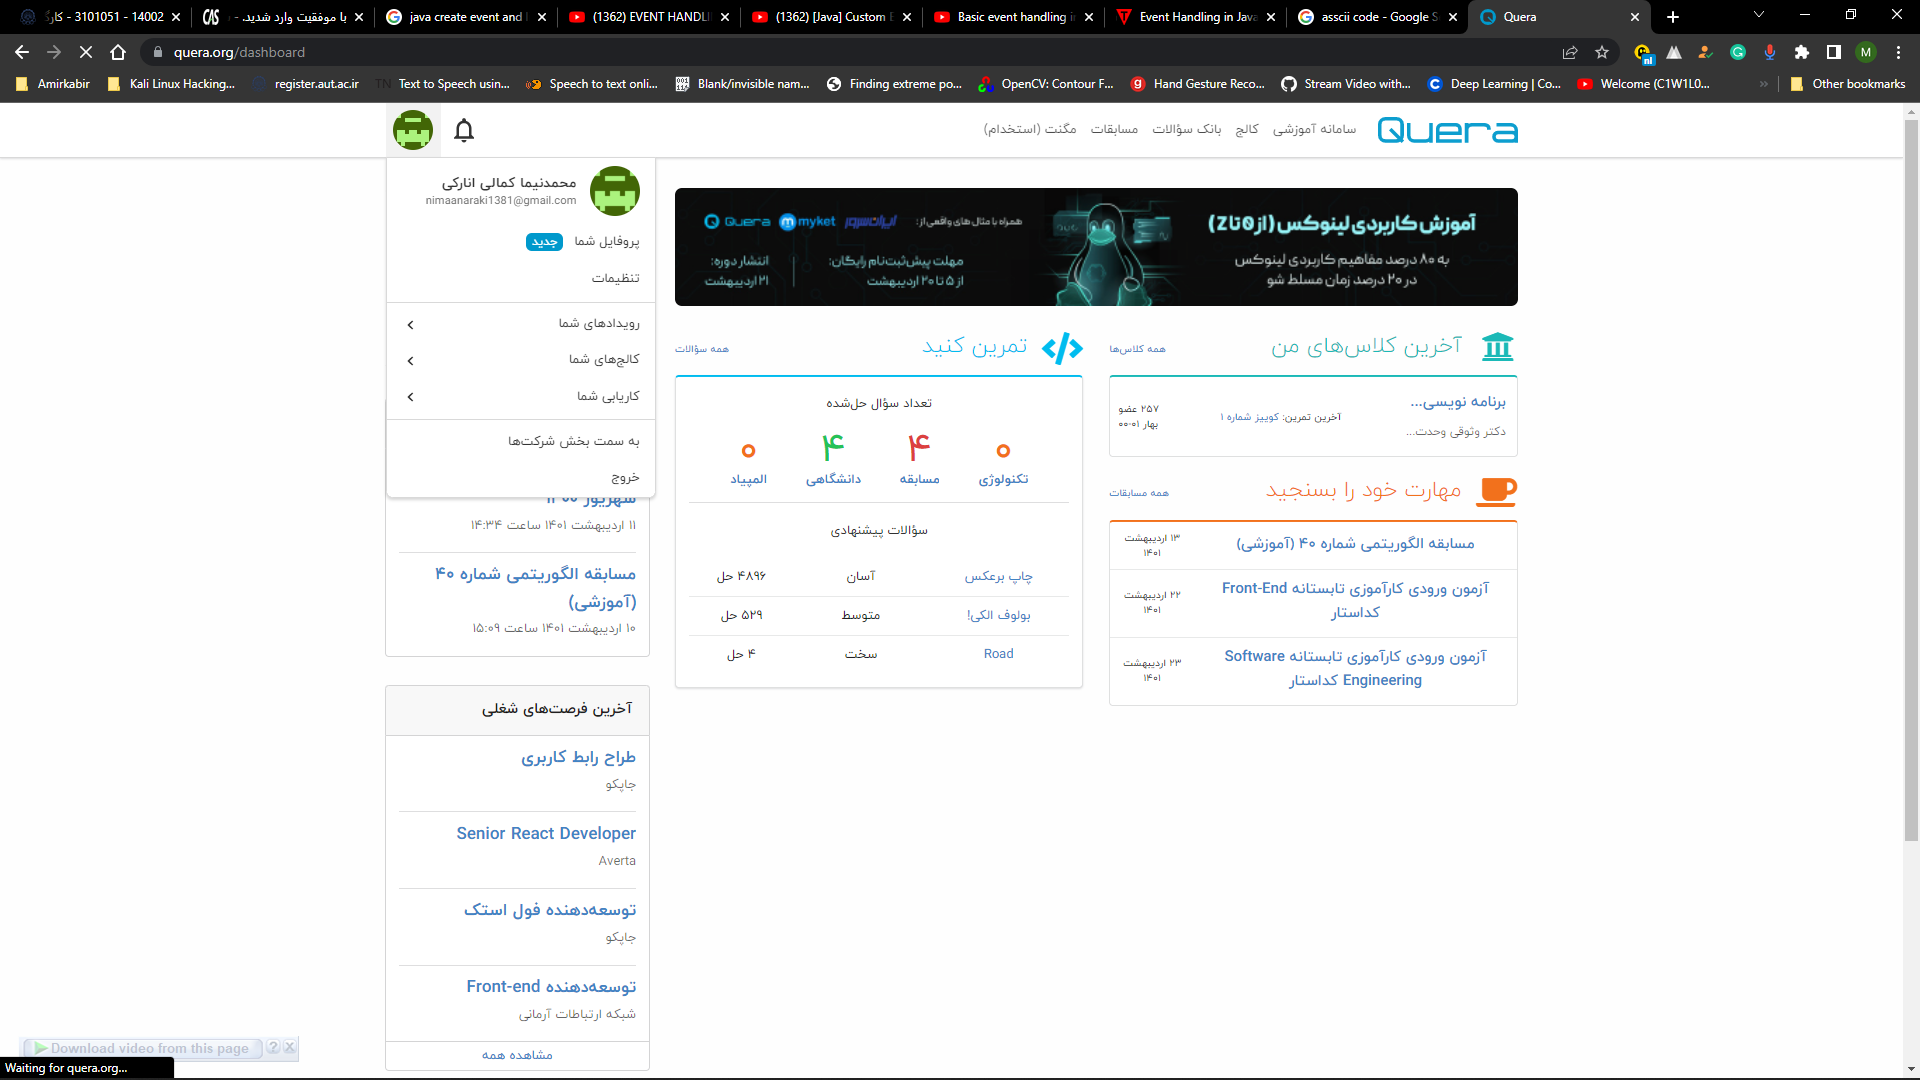 14002 - 3101051 - کارگ
با موفقیت وارد شدید. -
java create event and
(1362) EVENT HANDLI
(1362) [Java] Custom E
Basic event handling i
Event Handling in Java
asscii code - Google S
Quera
quera.org/dashboard
Amirkabir
Kali Linux Hacking...
register.aut.ac.ir
TN Text to Speech usin...
Speech to text onli...
Blank/invisible nam...
Finding extreme po...
OpenCV: Contour F...
Hand Gesture Reco...
Stream Video with...
Deep Learning | Co...
Welcome (C1W1L0...
Other bookmarks
Quera
سامانه آموزشی
کالج
بانک سؤالات
مسابقات
مگنت (استخدام)
محمدنیما کمالی انارکی
nimaanaraki1381@gmail.com
پروفایل شما جدید
تنظیمات
رویدادهای شما
کالج‌های شما
کاریابی شما
به سمت بخش شرکت‌ها
خروج
آموزش کاربردی لینوکس (از 0 تا Z)
به ۸۰ درصد مفاهیم کاربردی لینوکس
در ۲۰ درصد زمان مسلط شو
همراه با مثال های واقعی از: ایران‌سرور myket Quera
مهلت پیش‌ثبت‌نام رایگان:
از ۵ تا ۲۰ اردیبهشت
انتشار دوره:
۲۱ اردیبهشت
آخرین کلاس‌های من
همه کلاس‌ها
برنامه نویسی...
دکتر وثوقی وحدت...
آخرین تمرین: کوییز شماره ۱
۲۵۷ عضو
بهار ۰۱-۰۰
مهارت خود را بسنجید
همه مسابقات
مسابقه الگوریتمی شماره ۴۰ (آموزشی)
۱۳ اردیبهشت
۱۴۰۱
آزمون ورودی کارآموزی تابستانه Front-End
کداستار
۲۲ اردیبهشت
۱۴۰۱
آزمون ورودی کارآموزی تابستانه Software
Engineering کداستار
۲۳ اردیبهشت
۱۴۰۱
تمرین کنید
همه سؤالات
تعداد سؤال حل‌شده
۰ ۴ ۴ ۰
تکنولوژی مسابقه دانشگاهی المپیاد
سؤالات پیشنهادی
چاپ برعکس آسان ۴۸۹۶ حل
بولوف الکی! متوسط ۵۲۹ حل
Road سخت ۴ حل
شهریور ۱۴۰۰
۱۱ اردیبهشت ۱۴۰۱ ساعت ۱۴:۳۴
مسابقه الگوریتمی شماره ۴۰
(آموزشی)
۱۰ اردیبهشت ۱۴۰۱ ساعت ۱۵:۰۹
آخرین فرصت‌های شغلی
طراح رابط کاربری
جاپکو
Senior React Developer
Averta
توسعه‌دهنده فول استک
جاپکو
توسعه‌دهنده Front-end
شبکه ارتباطات آرمانی
مشاهده همه
Download video from this page
Waiting for quera.org...